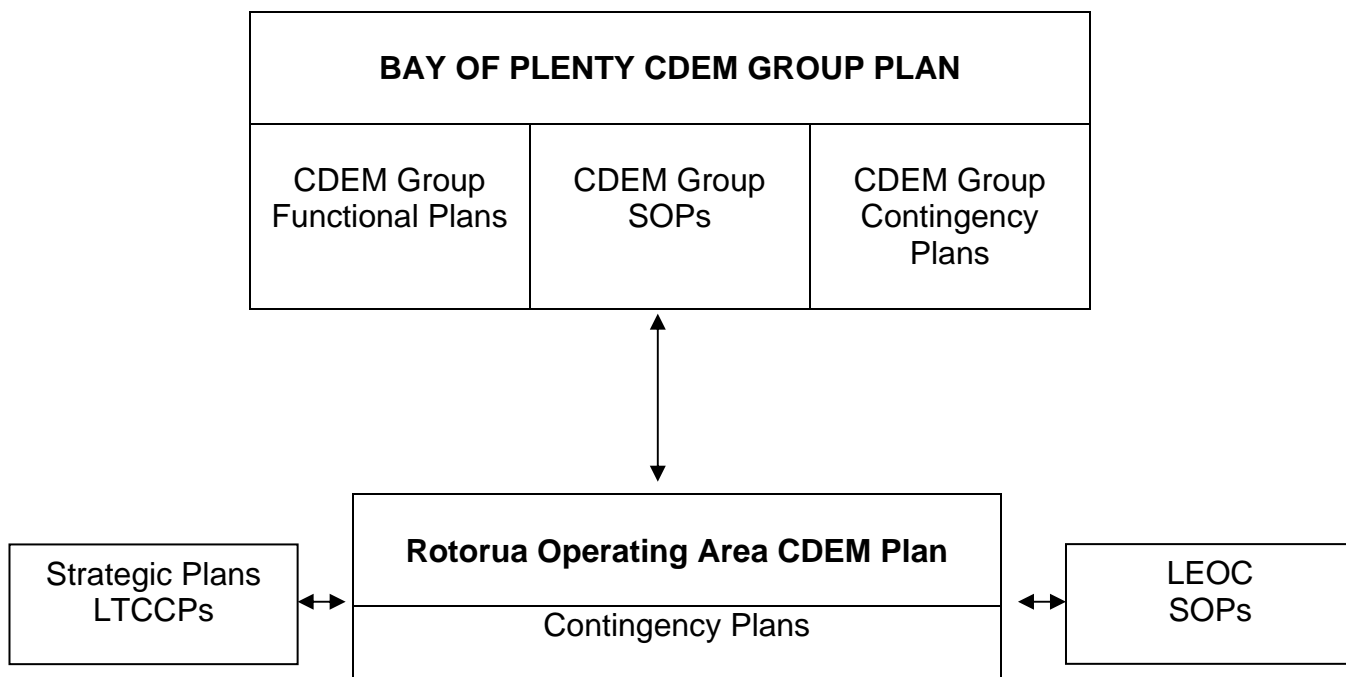 BAY OF PLENTY CDEM GROUP PLAN
CDEM Group
Functional Plans
CDEM Group
SOPs
CDEM Group
Contingency
Plans
Rotorua Operating Area CDEM Plan
Contingency Plans
Strategic Plans
LTCCPs
LEOC
SOPs